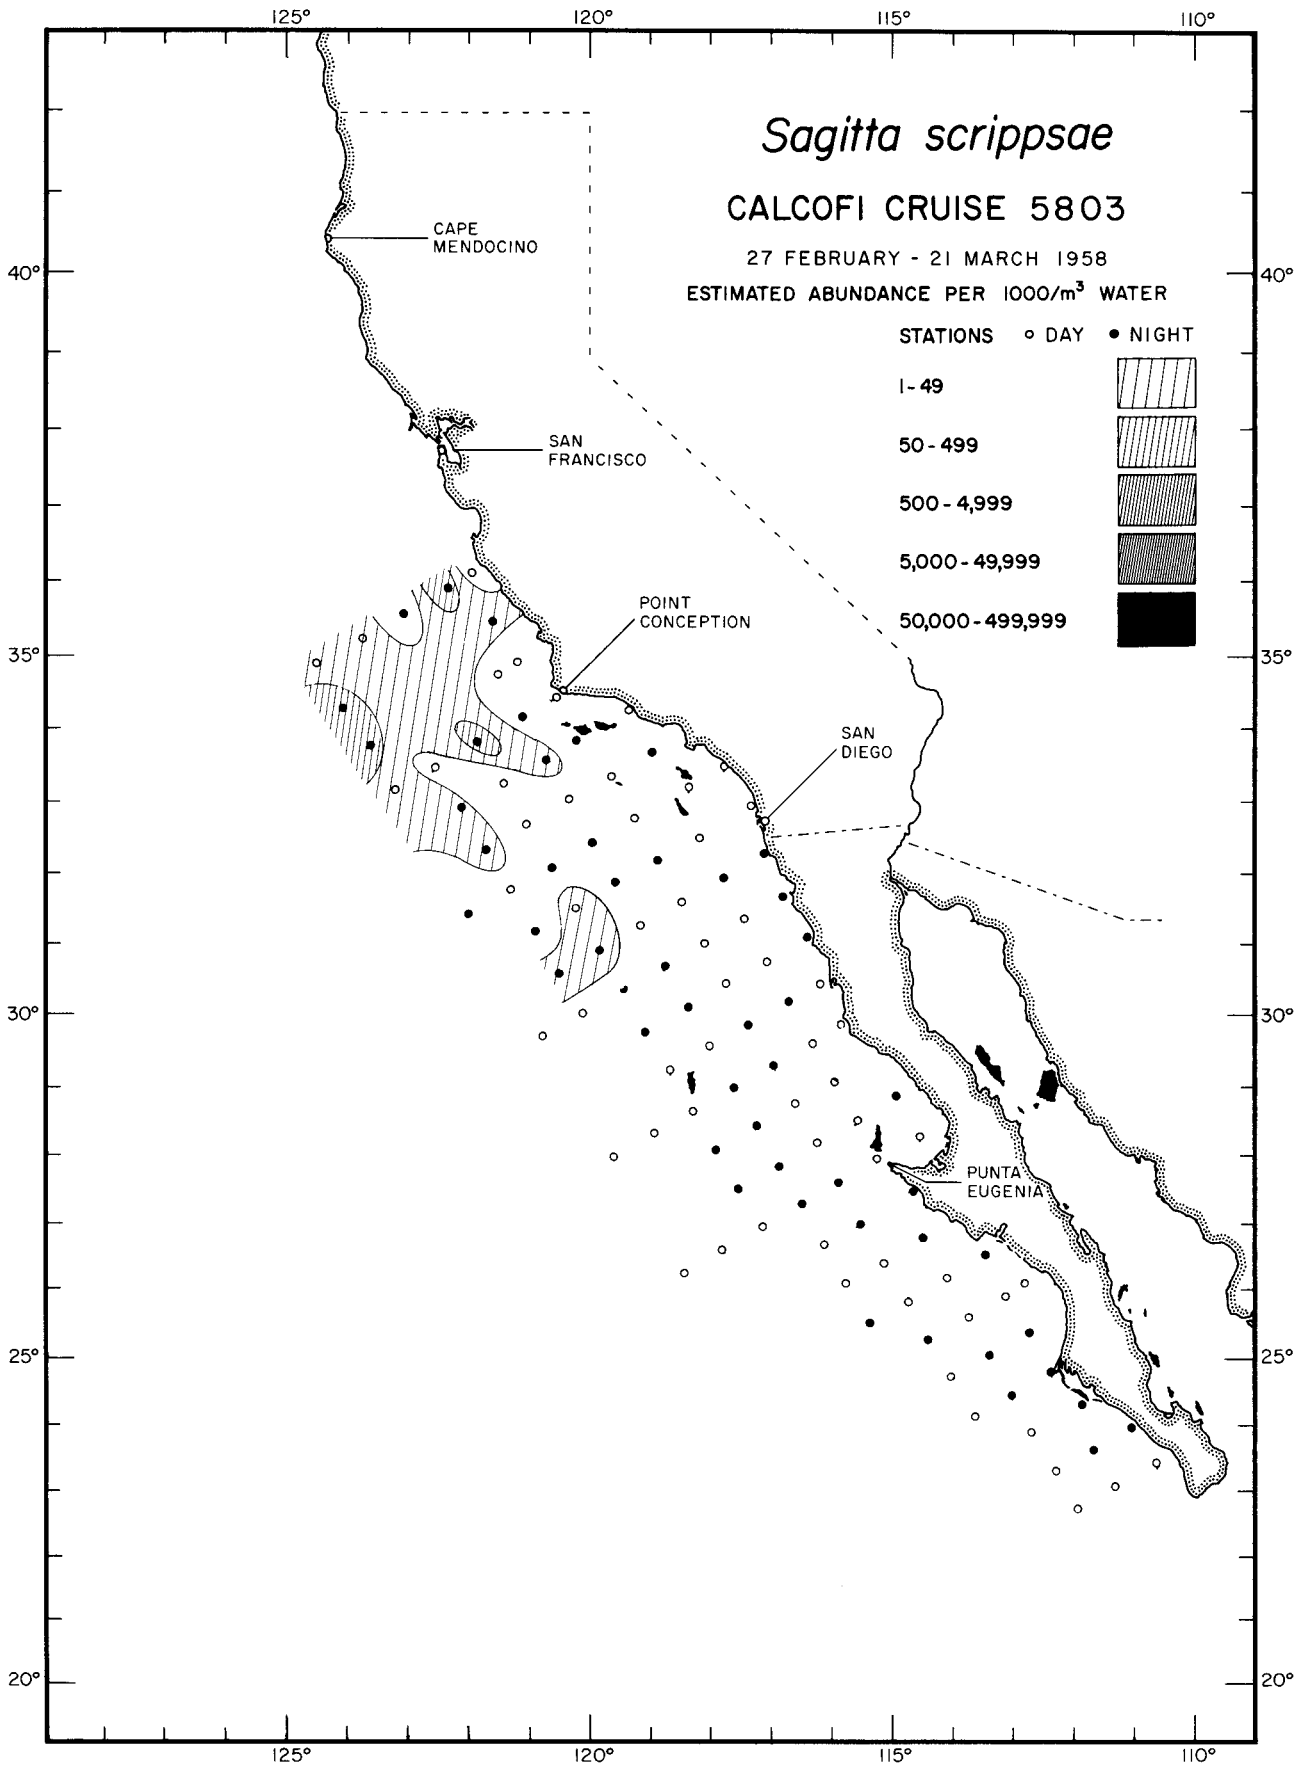 125° 120° 115° 110°
Sagitta scrippsae
CALCOFI CRUISE 5803
27 FEBRUARY - 21 MARCH 1958
ESTIMATED ABUNDANCE PER 1000/m³ WATER
STATIONS ○ DAY ● NIGHT
1-49
50-499
500-4,999
5,000-49,999
50,000-499,999
CAPE
MENDOCINO
40° 40°
SAN
FRANCISCO
POINT
CONCEPTION
35° 35°
SAN
DIEGO
30° 30°
PUNTA
EUGENIA
25° 25°
20° 20°
125° 120° 115° 110°